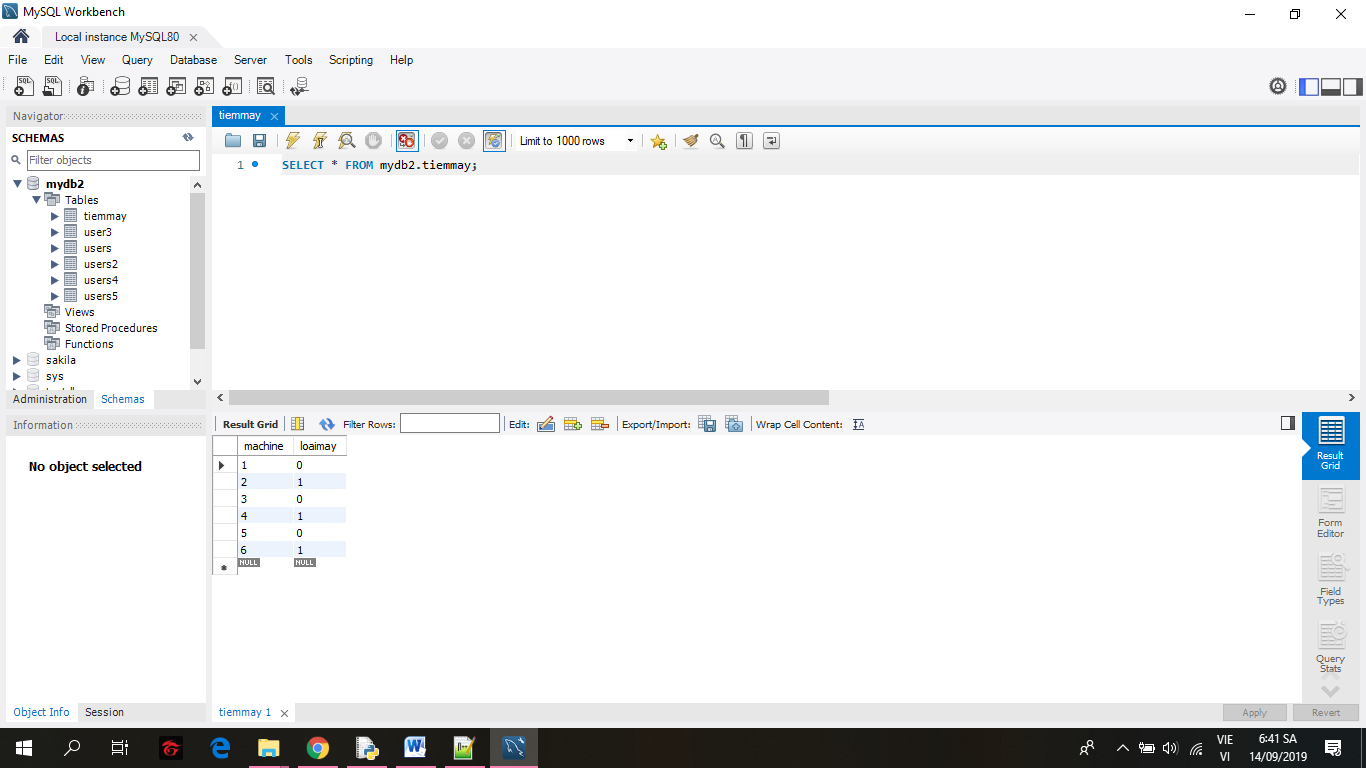 MySQL Workbench
Local instance MySQL80
File Edit View Query Database Server Tools Scripting Help
Navigator
SCHEMAS
Filter objects
mydb2
Tables
tiemmay
user3
users
users2
users4
users5
Views
Stored Procedures
Functions
sakila
sys
Administration Schemas
Information
No object selected
Object Info Session
tiemmay
Limit to 1000 rows
1 SELECT * FROM mydb2.tiemmay;
Result Grid Filter Rows: Edit: Export/Import: Wrap Cell Content:
machine loaimay
1 0
2 1
3 0
4 1
5 0
6 1
NULL NULL
Result
Grid
Form
Editor
Field
Types
Query
Stats
tiemmay 1
Apply Revert
VIE
VI
6:41 SA
14/09/2019